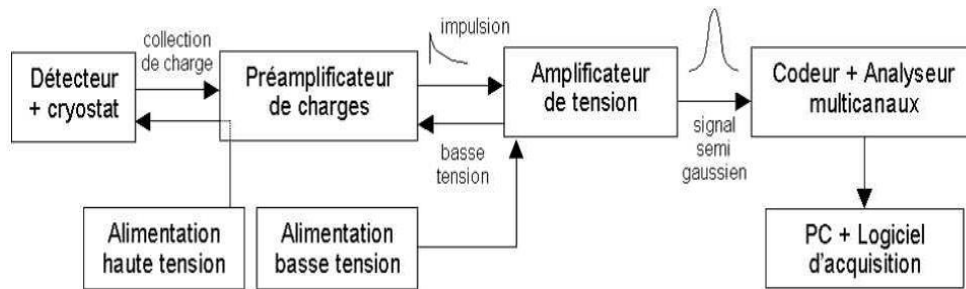 Détecteur
+ cryostat
collection
de charge
Préamplificateur
de charges
impulsion
basse
tension
Amplificateur
de tension
signal
semi
gaussien
Codeur + Analyseur
multicanaux
Alimentation
haute tension
Alimentation
basse tension
PC + Logiciel
d'acquisition